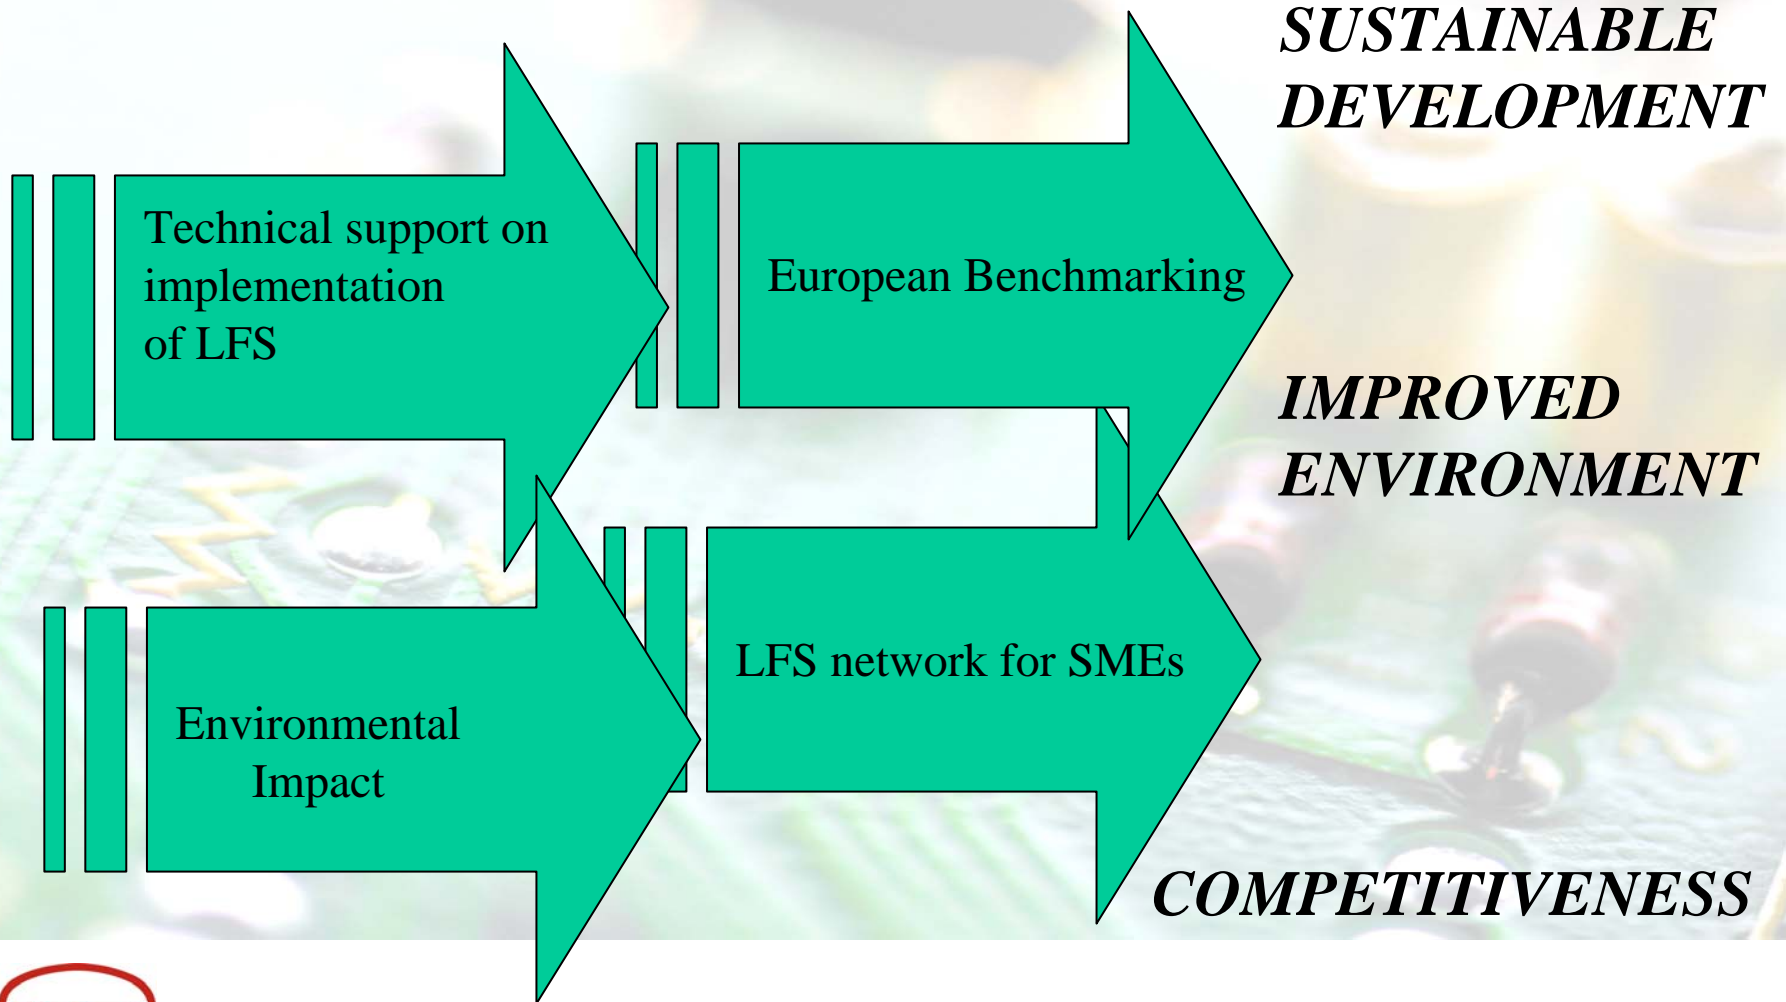 SUSTAINABLE
DEVELOPMENT
Technical support on
implementation
of LFS
European Benchmarking
IMPROVED
ENVIRONMENT
LFS network for SMEs
Environmental
Impact
COMPETITIVENESS